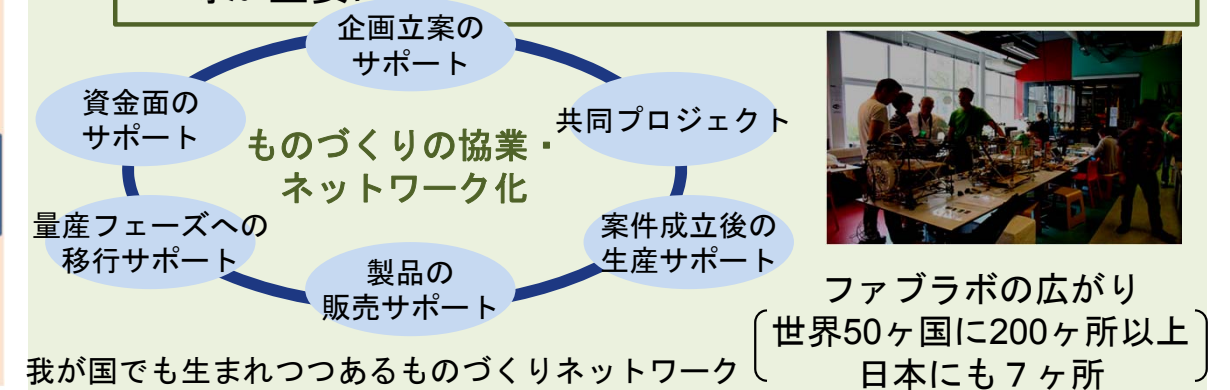 企画立案の
サポート
資金面の
サポート
共同プロジェクト
ものづくりの協業・
ネットワーク化
量産フェーズへの
移行サポート
案件成立後の
生産サポート
製品の
販売サポート
ファブラボの広がり
世界50ヶ国に200ヶ所以上
日本にも７ヶ所
我が国でも生まれつつあるものづくりネットワーク